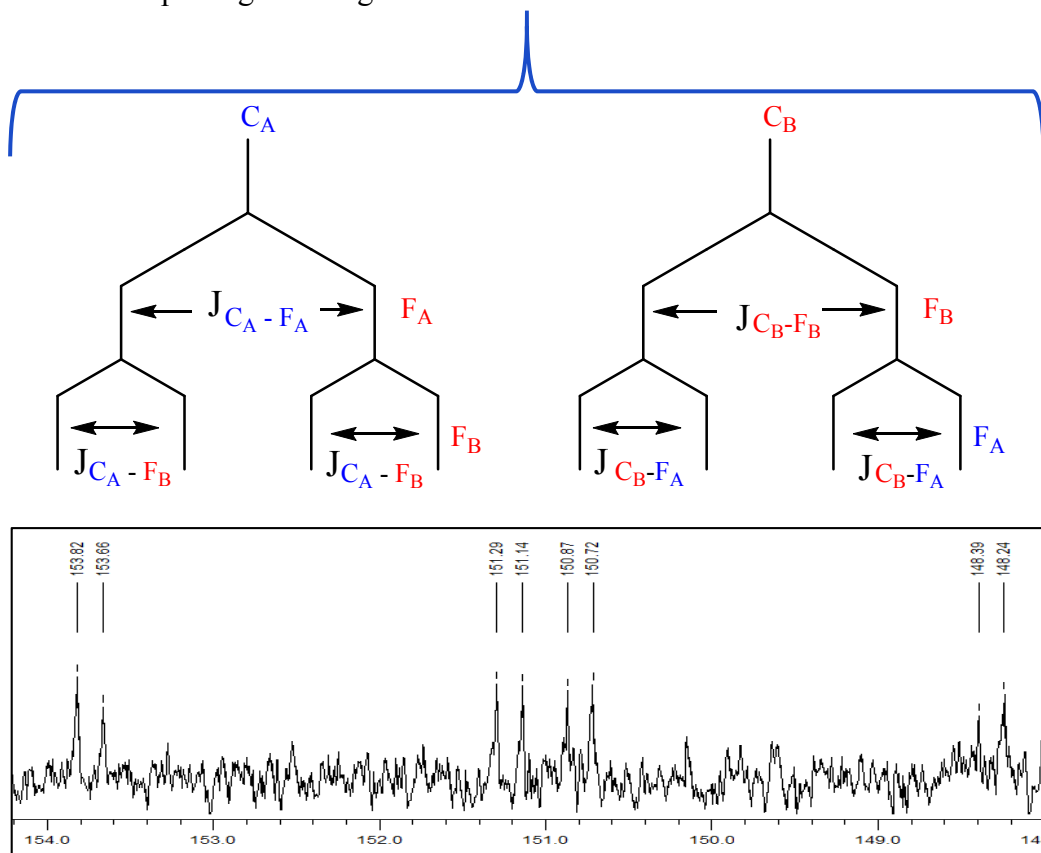 C_A C_B
J_{C_A - F_A} F_A J_{C_B-F_B} F_B
J_{C_A - F_B} J_{C_A - F_B} F_B J_{C_B-F_A} J_{C_B-F_A} F_A
153.82 153.66 151.29 151.14 150.87 150.72 148.39 148.24
154.0 153.0 152.0 151.0 150.0 149.0